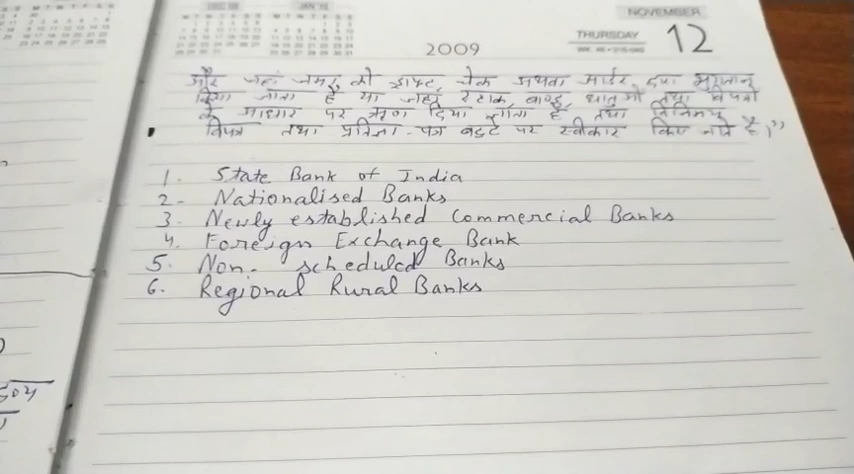 NOVEMBER
2009
THURSDAY 12
और जहां जमा की ड्राफ्ट, चेक अथवा आर्डर द्वारा भुगतान
किया जाता है या जहां स्टाक, बाण्ड, धातुओं तथा विपत्रों
के आधार पर ऋण दिया जाता है तथा विनिमय
विपत्र तथा प्रतिज्ञा-पत्र बट्टे पर स्वीकार किए जाते है।"
1. State Bank of India
2- Nationalised Banks
3. Newly established Commercial Banks
4. Foreign Exchange Bank
5. Non- scheduled Banks
6. Regional Rural Banks